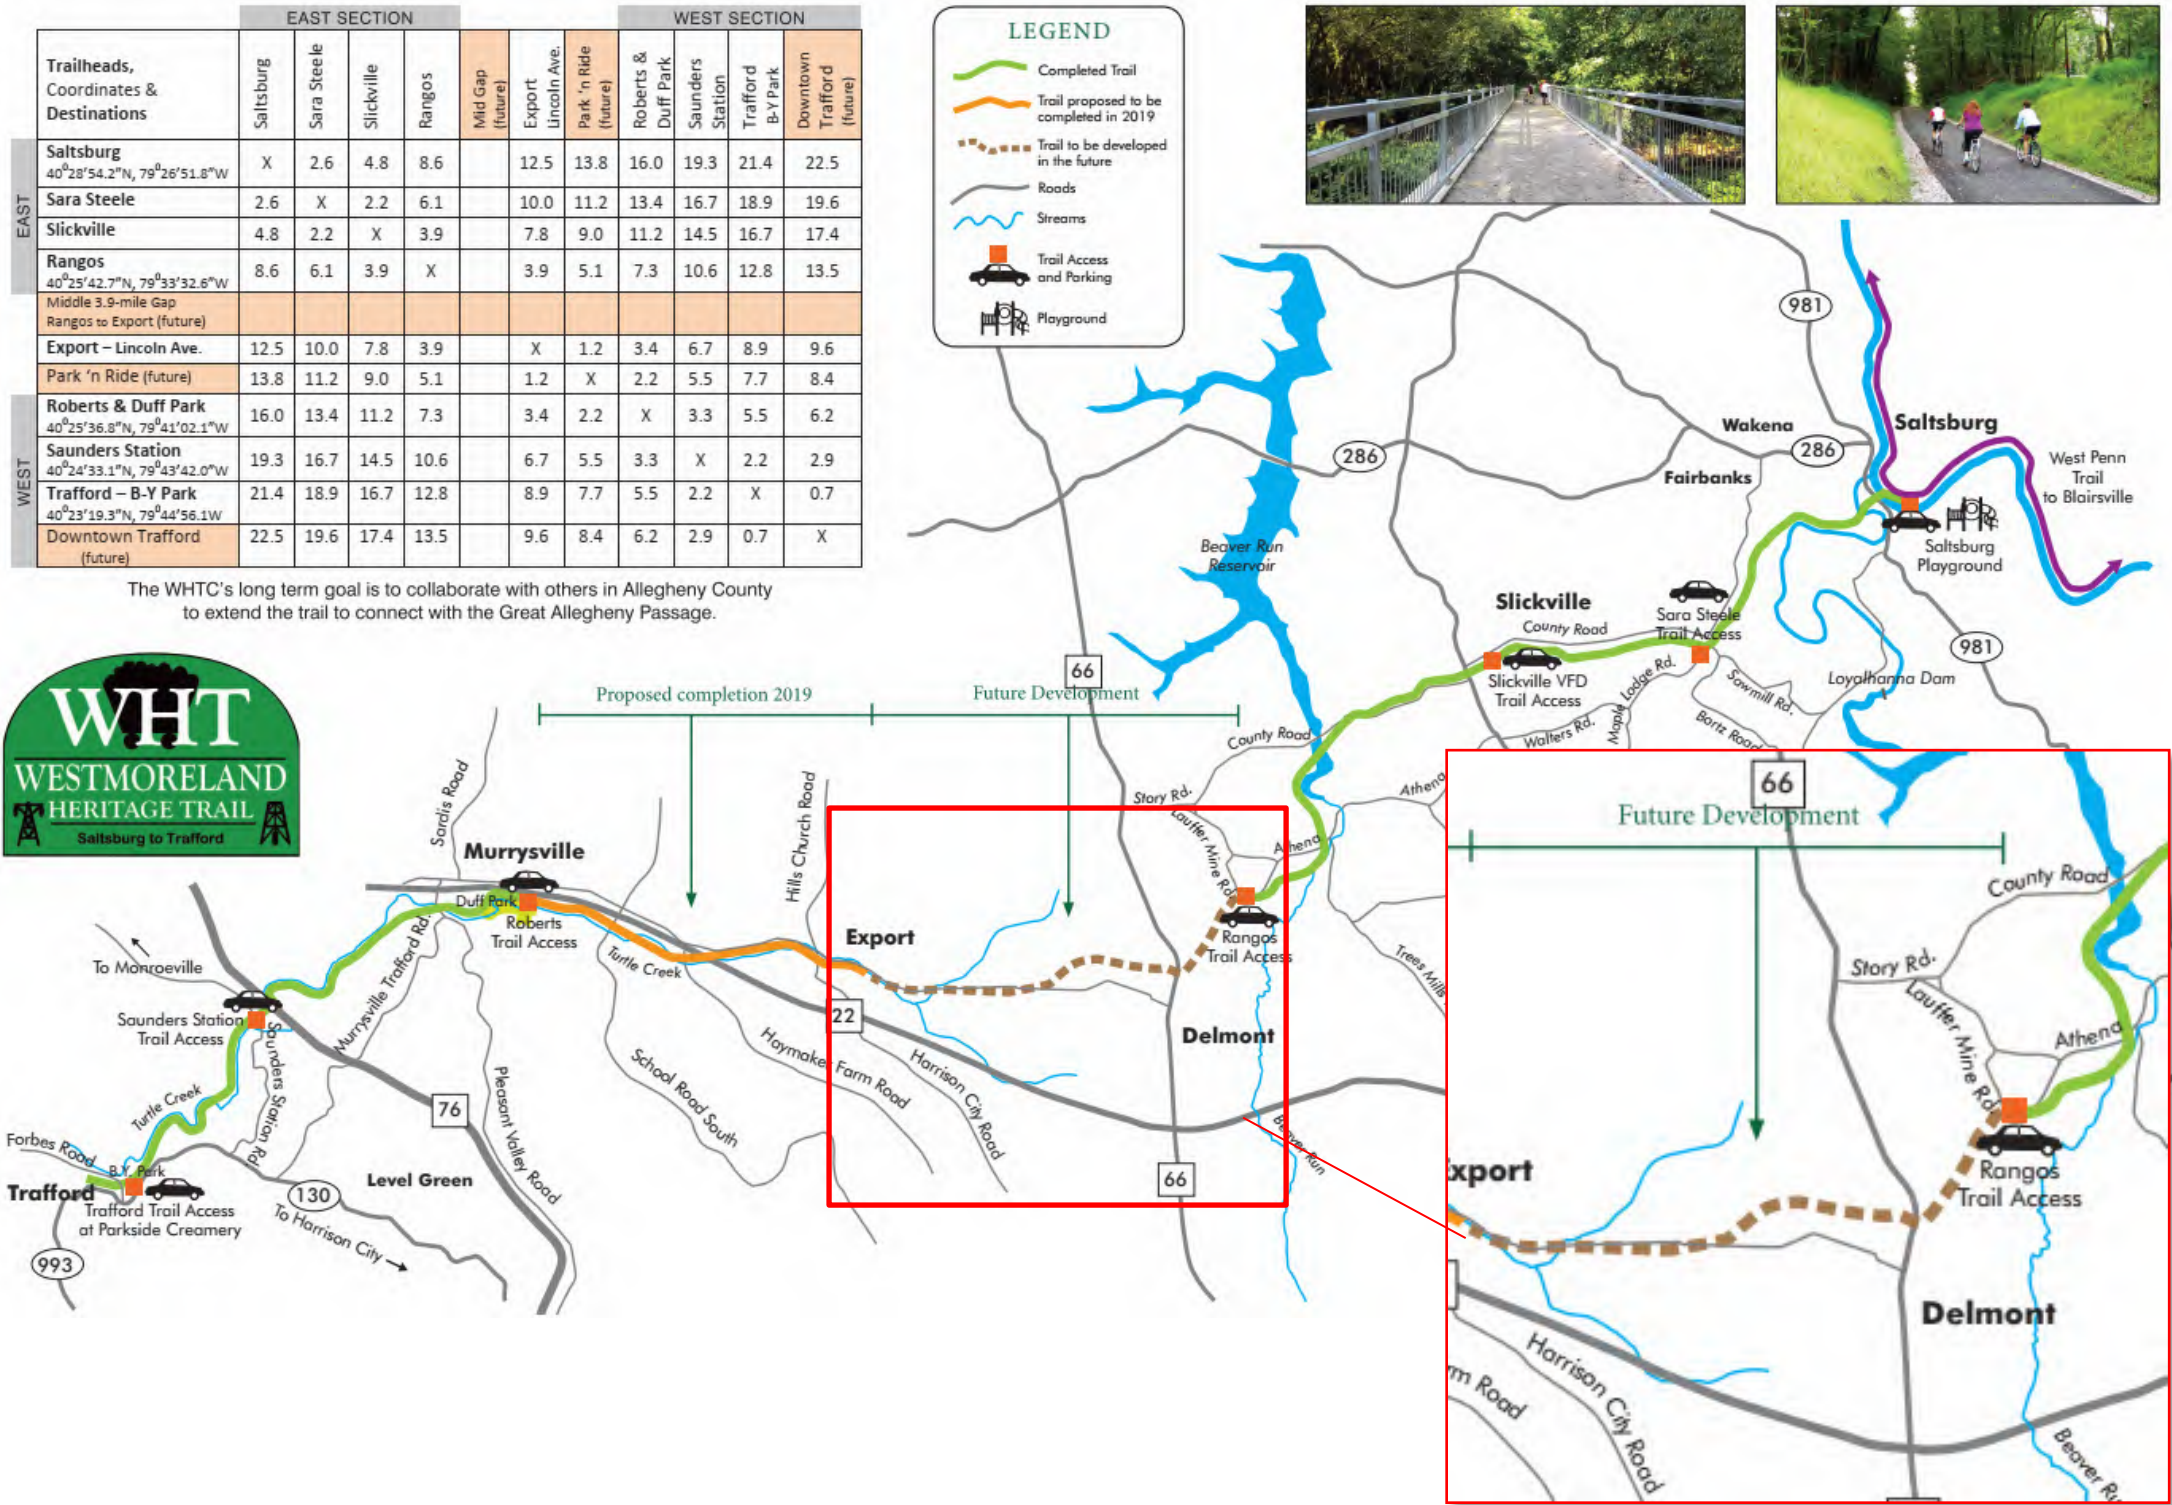 EAST SECTION
WEST SECTION
Trailheads,
Coordinates &
Destinations
Saltsburg
Sara Steele
Slickville
Rangos
Mid Gap
(future)
Export
Lincoln Ave.
Park 'n Ride
(future)
Roberts &
Duff Park
Saunders
Station
Trafford
B-Y Park
Downtown
Trafford
(future)
EAST
Saltsburg
40⁰28'54.2"N, 79⁰26'51.8"W
X 2.6 4.8 8.6 12.5 13.8 16.0 19.3 21.4 22.5
Sara Steele 2.6 X 2.2 6.1 10.0 11.2 13.4 16.7 18.9 19.6
Slickville 4.8 2.2 X 3.9 7.8 9.0 11.2 14.5 16.7 17.4
Rangos
40⁰25'42.7"N, 79⁰33'32.6"W
8.6 6.1 3.9 X 3.9 5.1 7.3 10.6 12.8 13.5
Middle 3.9-mile Gap
Rangos to Export (future)
Export – Lincoln Ave. 12.5 10.0 7.8 3.9 X 1.2 3.4 6.7 8.9 9.6
Park 'n Ride (future) 13.8 11.2 9.0 5.1 1.2 X 2.2 5.5 7.7 8.4
WEST
Roberts & Duff Park
40⁰25'36.8"N, 79⁰41'02.1"W
16.0 13.4 11.2 7.3 3.4 2.2 X 3.3 5.5 6.2
Saunders Station
40⁰24'33.1"N, 79⁰43'42.0"W
19.3 16.7 14.5 10.6 6.7 5.5 3.3 X 2.2 2.9
Trafford – B-Y Park
40⁰23'19.3"N, 79⁰44'56.1W
21.4 18.9 16.7 12.8 8.9 7.7 5.5 2.2 X 0.7
Downtown Trafford
(future)
22.5 19.6 17.4 13.5 9.6 8.4 6.2 2.9 0.7 X
The WHTC's long term goal is to collaborate with others in Allegheny County
to extend the trail to connect with the Great Allegheny Passage.
LEGEND
Completed Trail
Trail proposed to be
completed in 2019
Trail to be developed
in the future
Roads
Streams
Trail Access
and Parking
Playground
WHT
WESTMORELAND
HERITAGE TRAIL
Saltsburg to Trafford
981
Wakena
286
Saltsburg
286
Fairbanks
West Penn
Trail
to Blairsville
Saltsburg
Playground
Beaver Run
Reservoir
Slickville
County Road
Sara Steele
Trail Access
981
Slickville VFD
Trail Access
Maple Lodge Rd.
Sawmill Rd.
Loyalhanna Dam
Walters Rd.
Bortz Road
66
Proposed completion 2019
Future Development
County Road
Story Rd.
Lauffer Mine Rd.
Athena
Athena
Sardis Road
Hills Church Road
Murrysville
Duff Park
Roberts
Trail Access
Turtle Creek
Export
Rangos
Trail Access
Trees Mills
To Monroeville
Murrysville Trafford Rd.
Saunders Station
Trail Access
Saunders Station Rd.
22
Delmont
School Road South
Haymaker Farm Road
Harrison City Road
Pleasant Valley Road
Turtle Creek
76
Forbes Road
B.Y. Park
Trafford
Trafford Trail Access
at Parkside Creamery
130
Level Green
To Harrison City
993
66
Beaver Run
66
Future Development
County Road
Story Rd.
Lauffer Mine Rd.
Athena
Export
Rangos
Trail Access
Delmont
Harrison City Road
rm Road
Beaver Ru